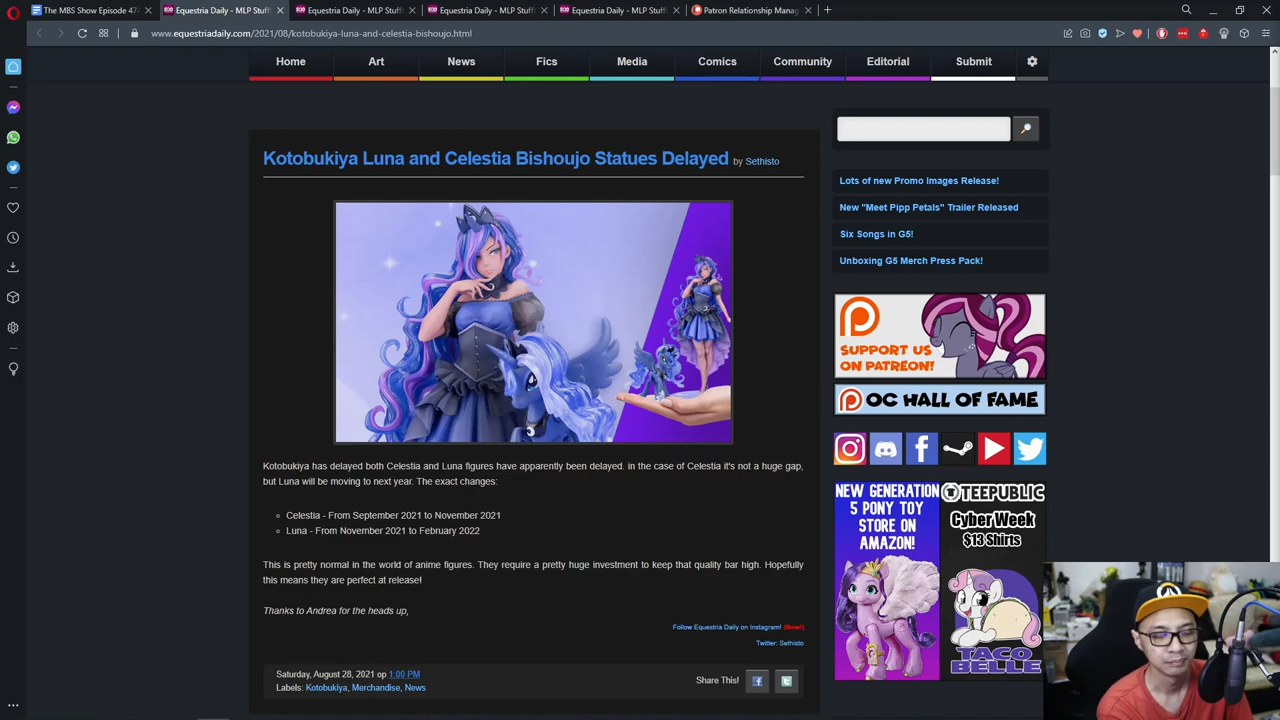 The MBS Show Episode 474
Equestria Daily - MLP Stuff!
Equestria Daily - MLP Stuff!
Equestria Daily - MLP Stuff!
Equestria Daily - MLP Stuff!
Patron Relationship Manag
www.equestriadaily.com/2021/08/kotobukiya-luna-and-celestia-bishoujo.html
Home Art News Fics Media Comics Community Editorial Submit
Kotobukiya Luna and Celestia Bishoujo Statues Delayed by Sethisto
Kotobukiya has delayed both Celestia and Luna figures have apparently been delayed. in the case of Celestia it's not a huge gap,
but Luna will be moving to next year. The exact changes:
Celestia - From September 2021 to November 2021
Luna - From November 2021 to February 2022
This is pretty normal in the world of anime figures. They require a pretty huge investment to keep that quality bar high. Hopefully
this means they are perfect at release!
Thanks to Andrea for the heads up,
Follow Equestria Daily on Instagram! (Bow!)
Twitter: Sethisto
Saturday, August 28, 2021 op 1:00 PM
Labels: Kotobukiya, Merchandise, News
Share This!
Lots of new Promo Images Release!
New "Meet Pipp Petals" Trailer Released
Six Songs in G5!
Unboxing G5 Merch Press Pack!
SUPPORT US
ON PATREON!
OC HALL OF FAME
NEW GENERATION
5 PONY TOY
STORE ON
AMAZON!
TEEPUBLIC
Cyber Week
$13 Shirts
TACO
BELLE